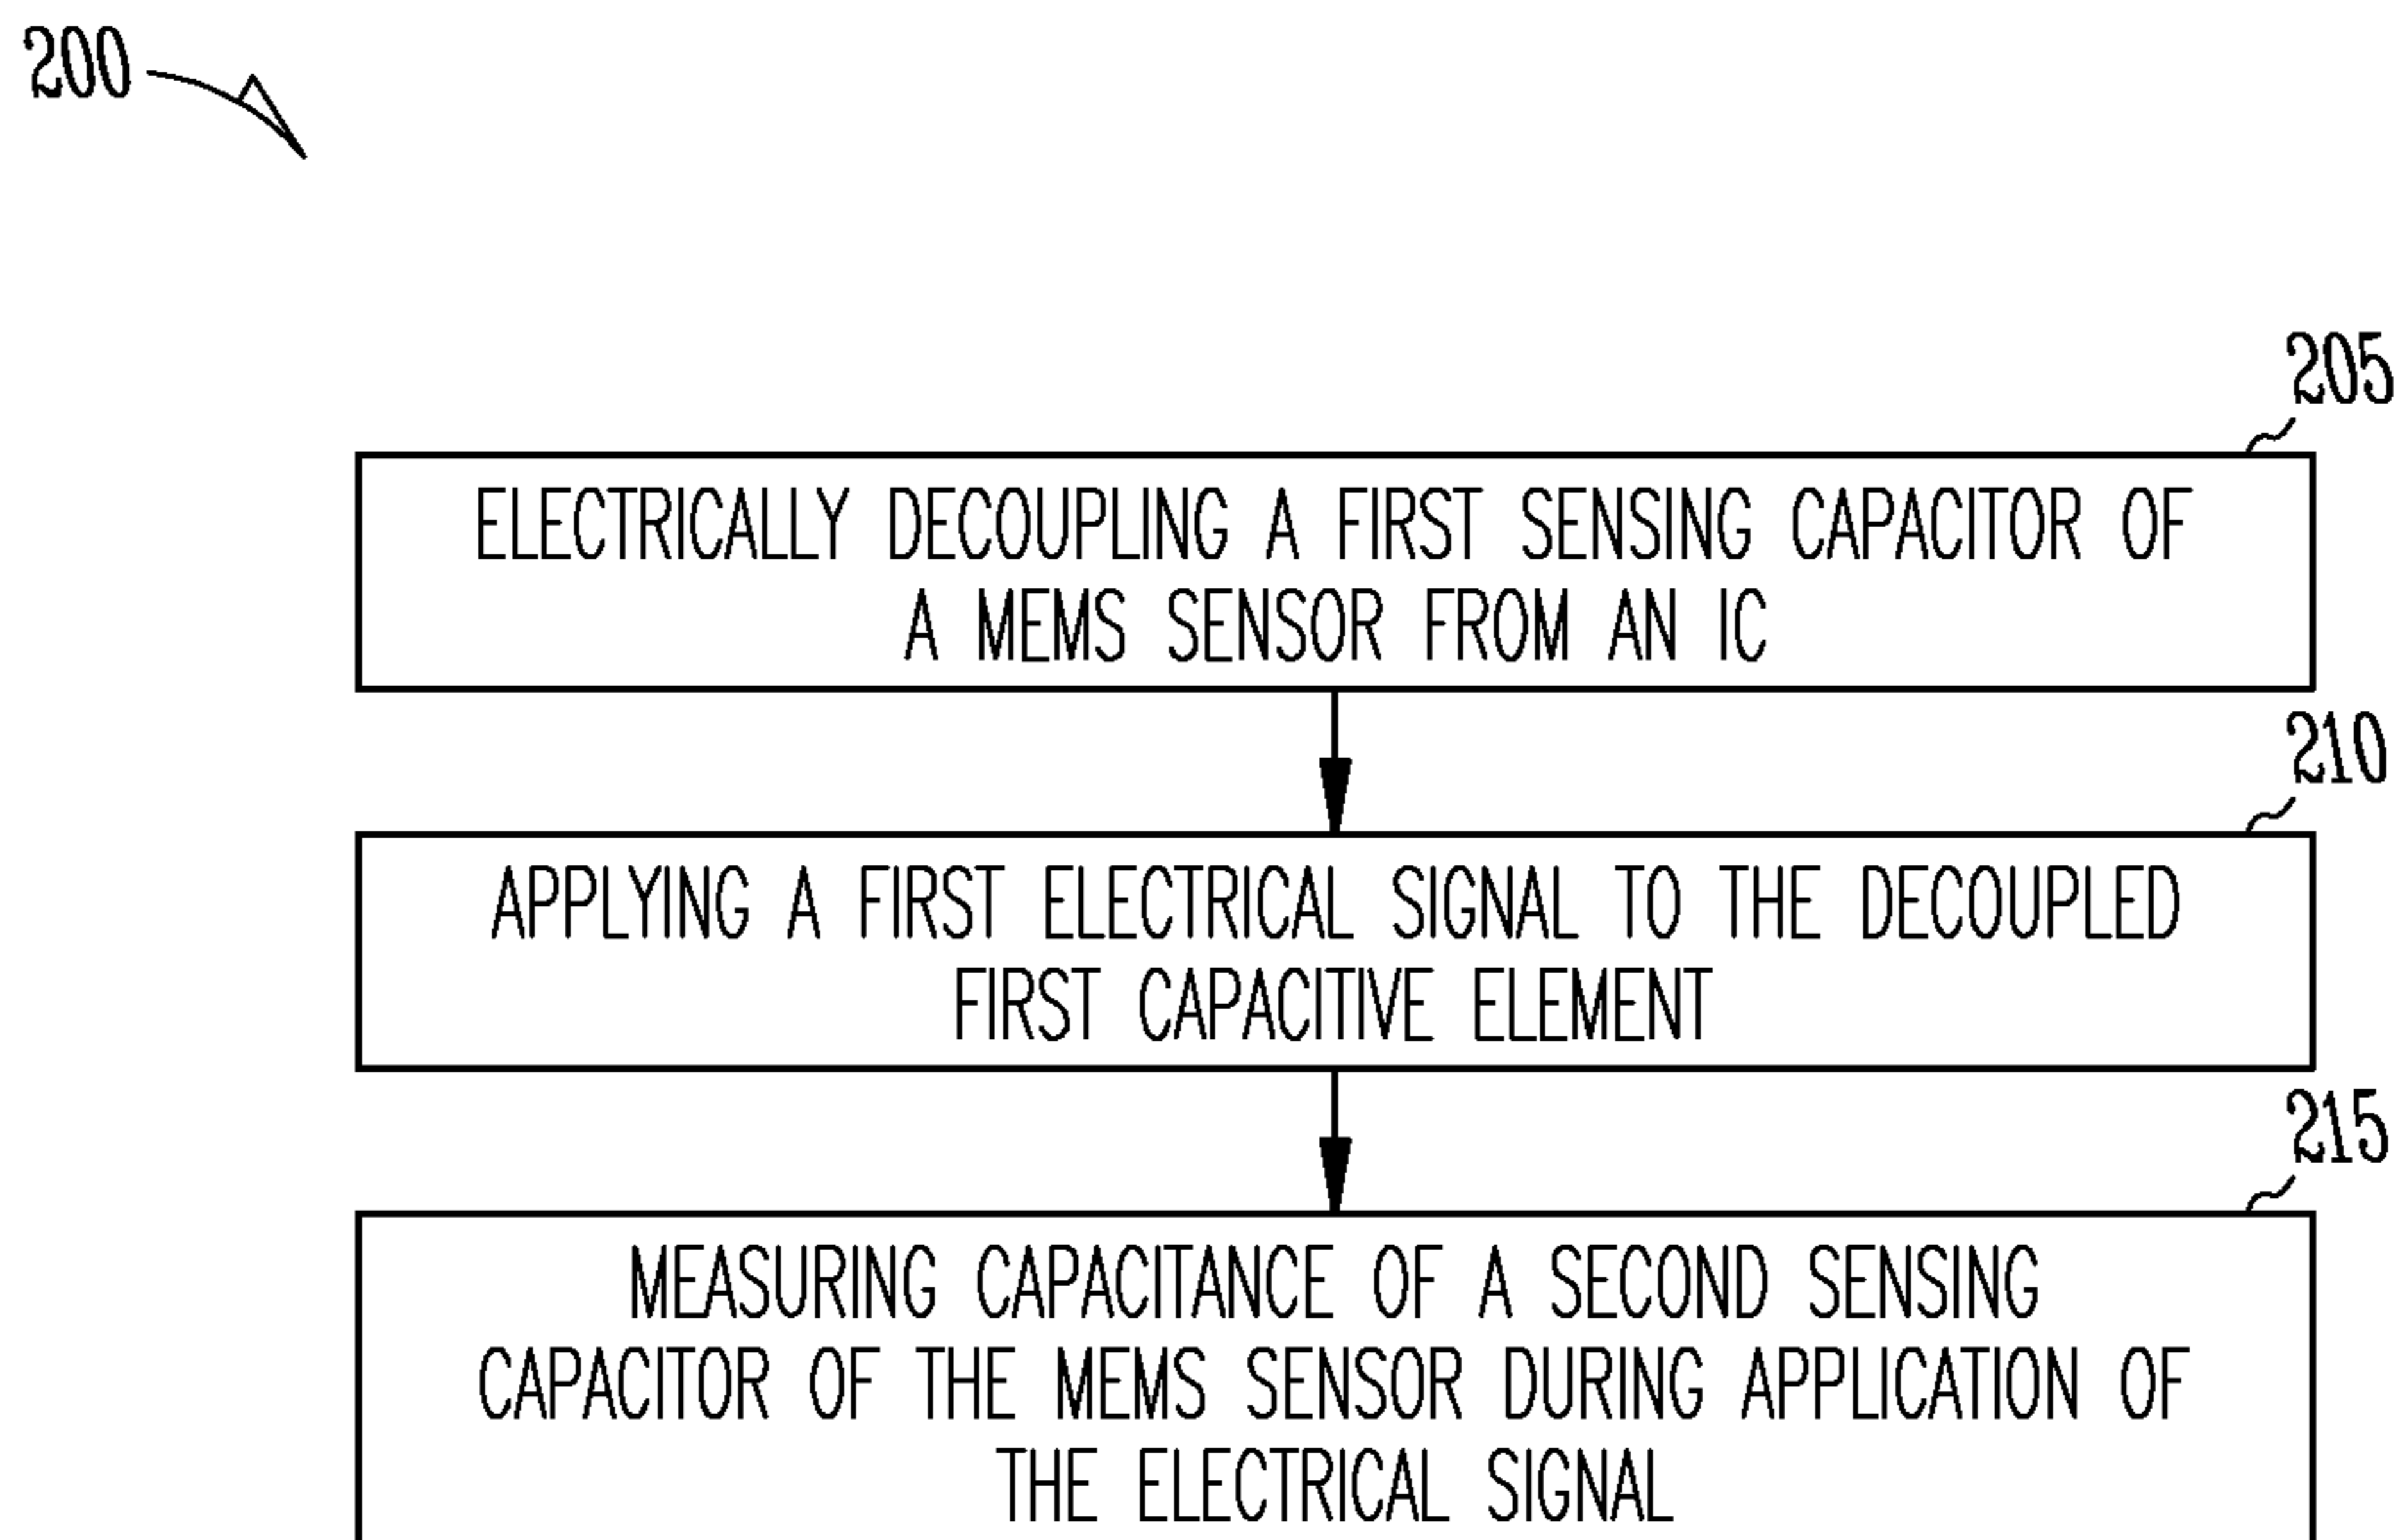 200
205
ELECTRICALLY DECOUPLING A FIRST SENSING CAPACITOR OF
A MEMS SENSOR FROM AN IC
210
APPLYING A FIRST ELECTRICAL SIGNAL TO THE DECOUPLED
FIRST CAPACITIVE ELEMENT
215
MEASURING CAPACITANCE OF A SECOND SENSING
CAPACITOR OF THE MEMS SENSOR DURING APPLICATION OF
THE ELECTRICAL SIGNAL